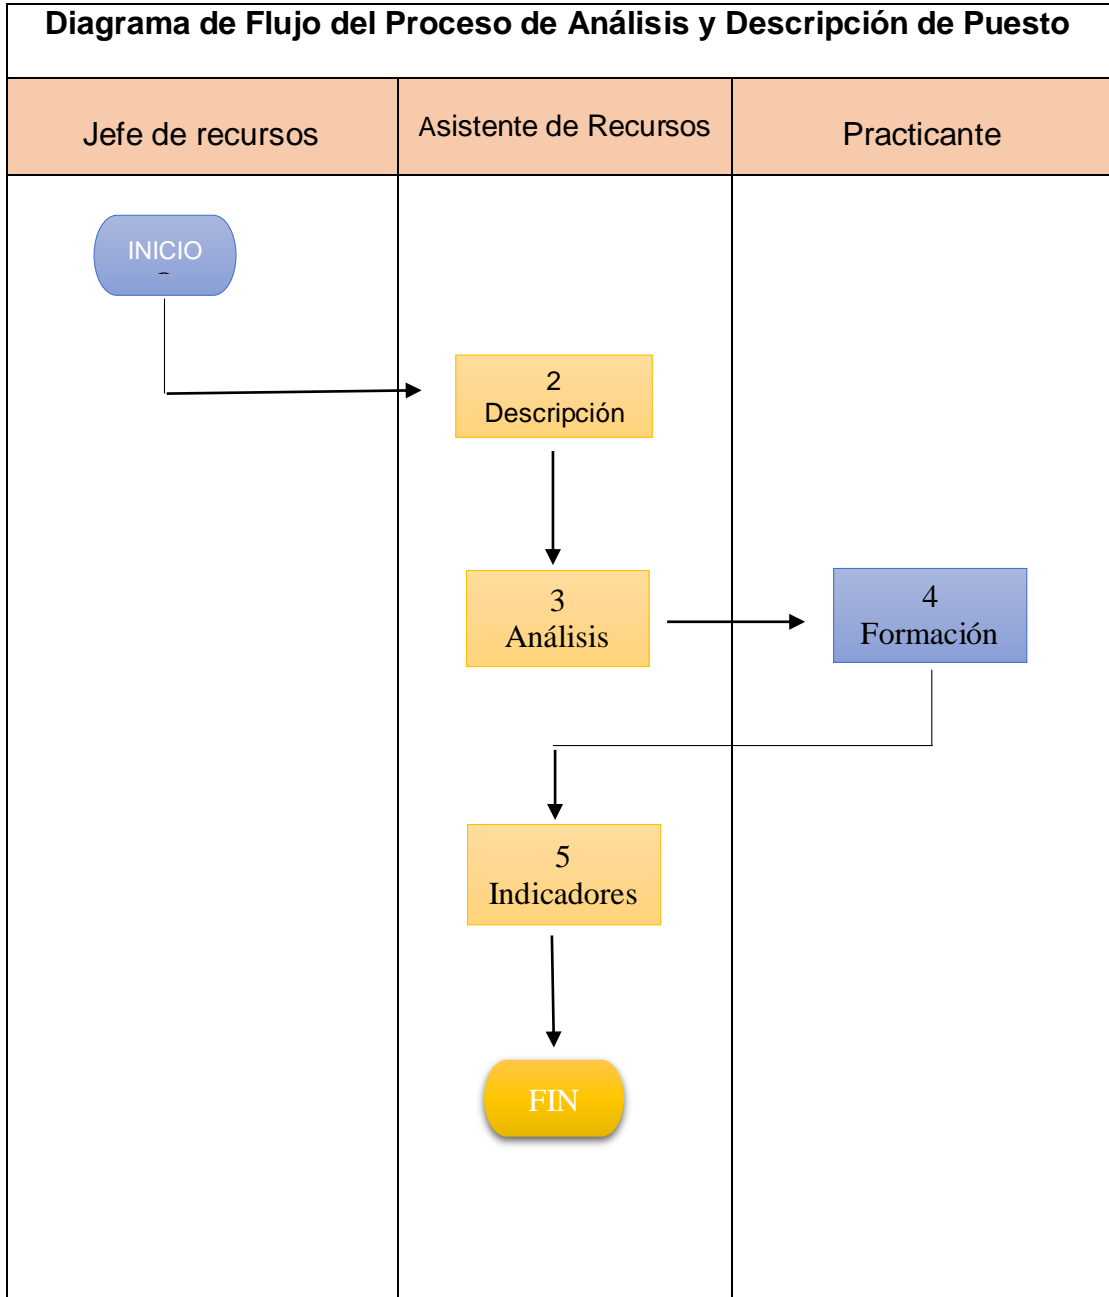 Diagrama de Flujo del Proceso de Análisis y Descripción de Puesto
Jefe de recursos
Asistente de Recursos
Practicante
INICIO
2
Descripción
3
Análisis
4
Formación
5
Indicadores
FIN